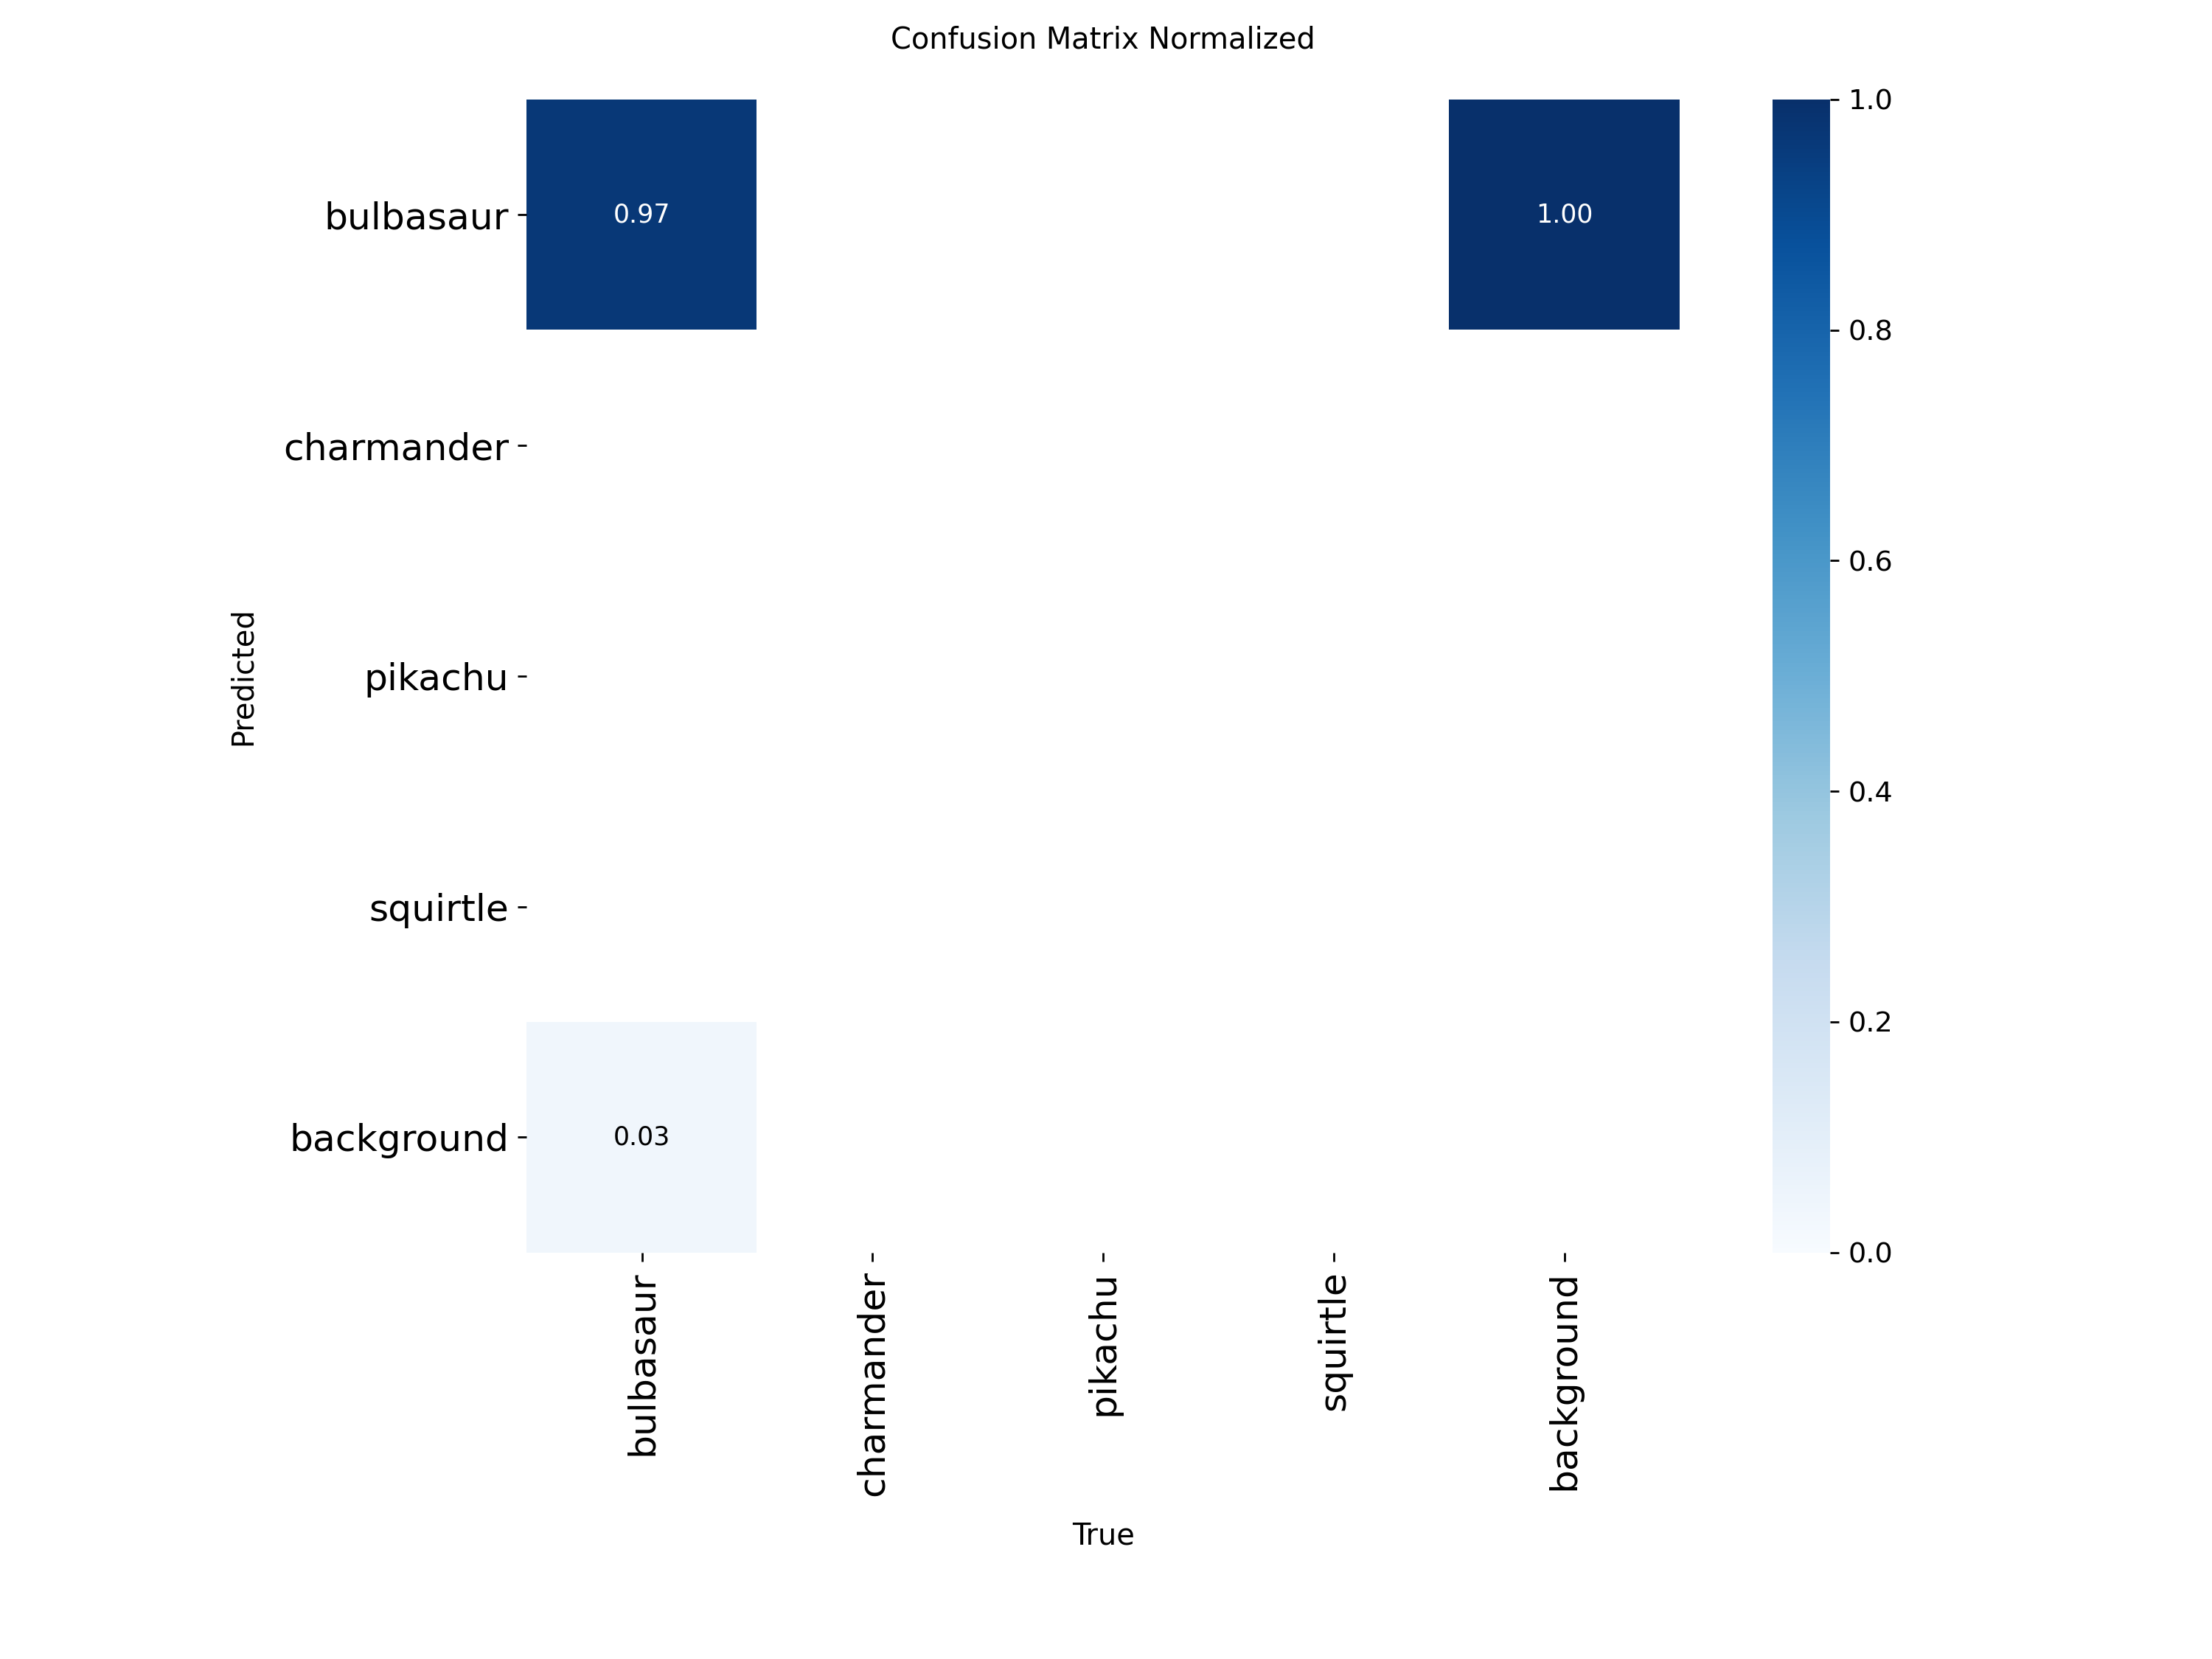 Confusion Matrix Normalized
bulbasaur
0.97
1.00
charmander
pikachu
squirtle
background
0.03
Predicted
bulbasaur
charmander
pikachu
squirtle
background
True
1.0
0.8
0.6
0.4
0.2
0.0